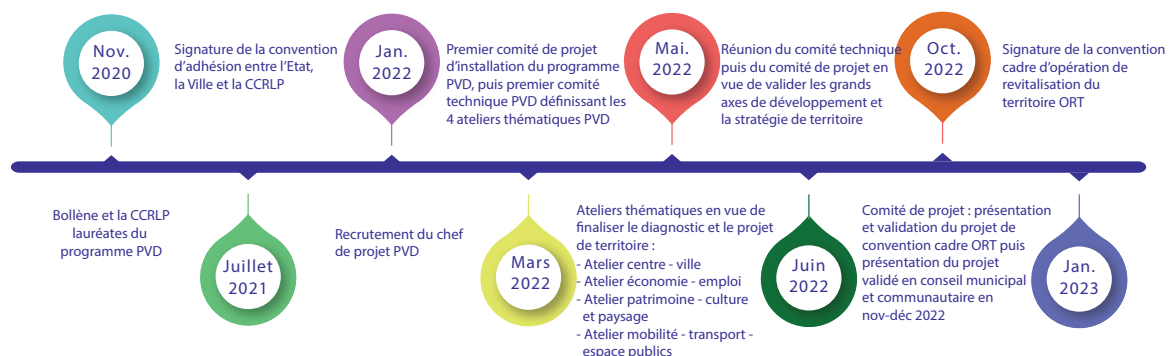 Nov.
2020
Signature de la convention
d'adhésion entre l'Etat,
la Ville et la CCRLP
Jan.
2022
Premier comité de projet
d'installation du programme
PVD, puis premier comité
technique PVD définissant les
4 ateliers thématiques PVD
Mai.
2022
Réunion du comité technique
puis du comité de projet en
vue de valider les grands
axes de développement et
la stratégie de territoire
Oct.
2022
Signature de la convention
cadre d'opération de
revitalisation du
territoire ORT
Bollène et la CCRLP
lauréates du
programme PVD
Juillet
2021
Recrutement du chef
de projet PVD
Mars
2022
Ateliers thématiques en vue de
finaliser le diagnostic et le projet
de territoire :
- Atelier centre - ville
- Atelier économie - emploi
- Atelier patrimoine - culture
et paysage
- Atelier mobilité - transport -
espace publics
Juin
2022
Comité de projet : présentation
et validation du projet de
convention cadre ORT puis
présentation du projet
validé en conseil municipal
et communautaire en
nov-déc 2022
Jan.
2023